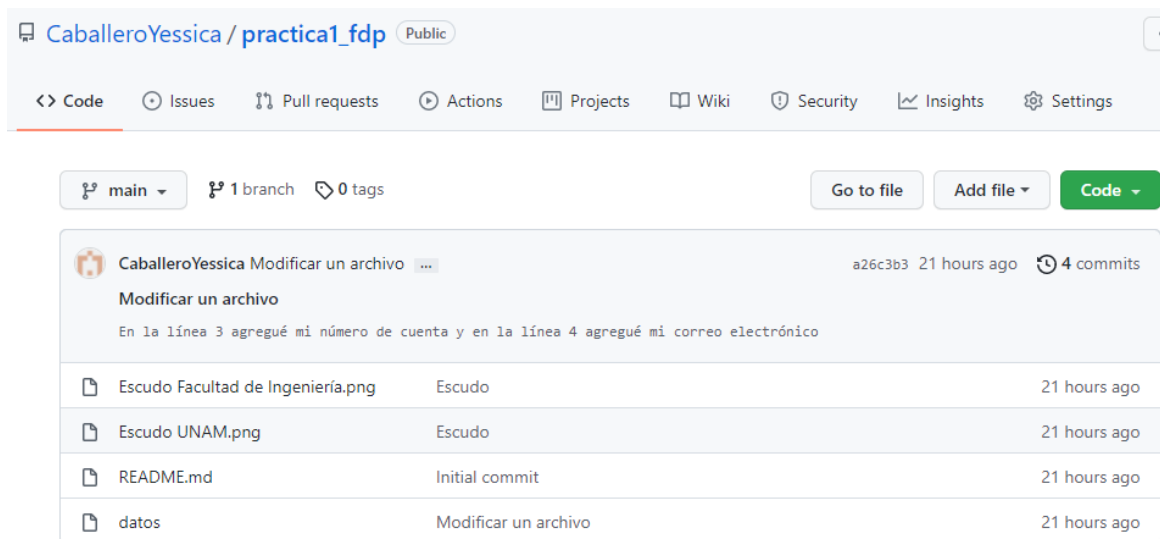 CaballeroYessica / practica1_fdp Public
<> Code Issues Pull requests Actions Projects Wiki Security Insights Settings
main 1 branch 0 tags Go to file Add file Code
CaballeroYessica Modificar un archivo ... a26c3b3 21 hours ago 4 commits
Modificar un archivo
En la línea 3 agregué mi número de cuenta y en la línea 4 agregué mi correo electrónico
Escudo Facultad de Ingeniería.png Escudo 21 hours ago
Escudo UNAM.png Escudo 21 hours ago
README.md Initial commit 21 hours ago
datos Modificar un archivo 21 hours ago